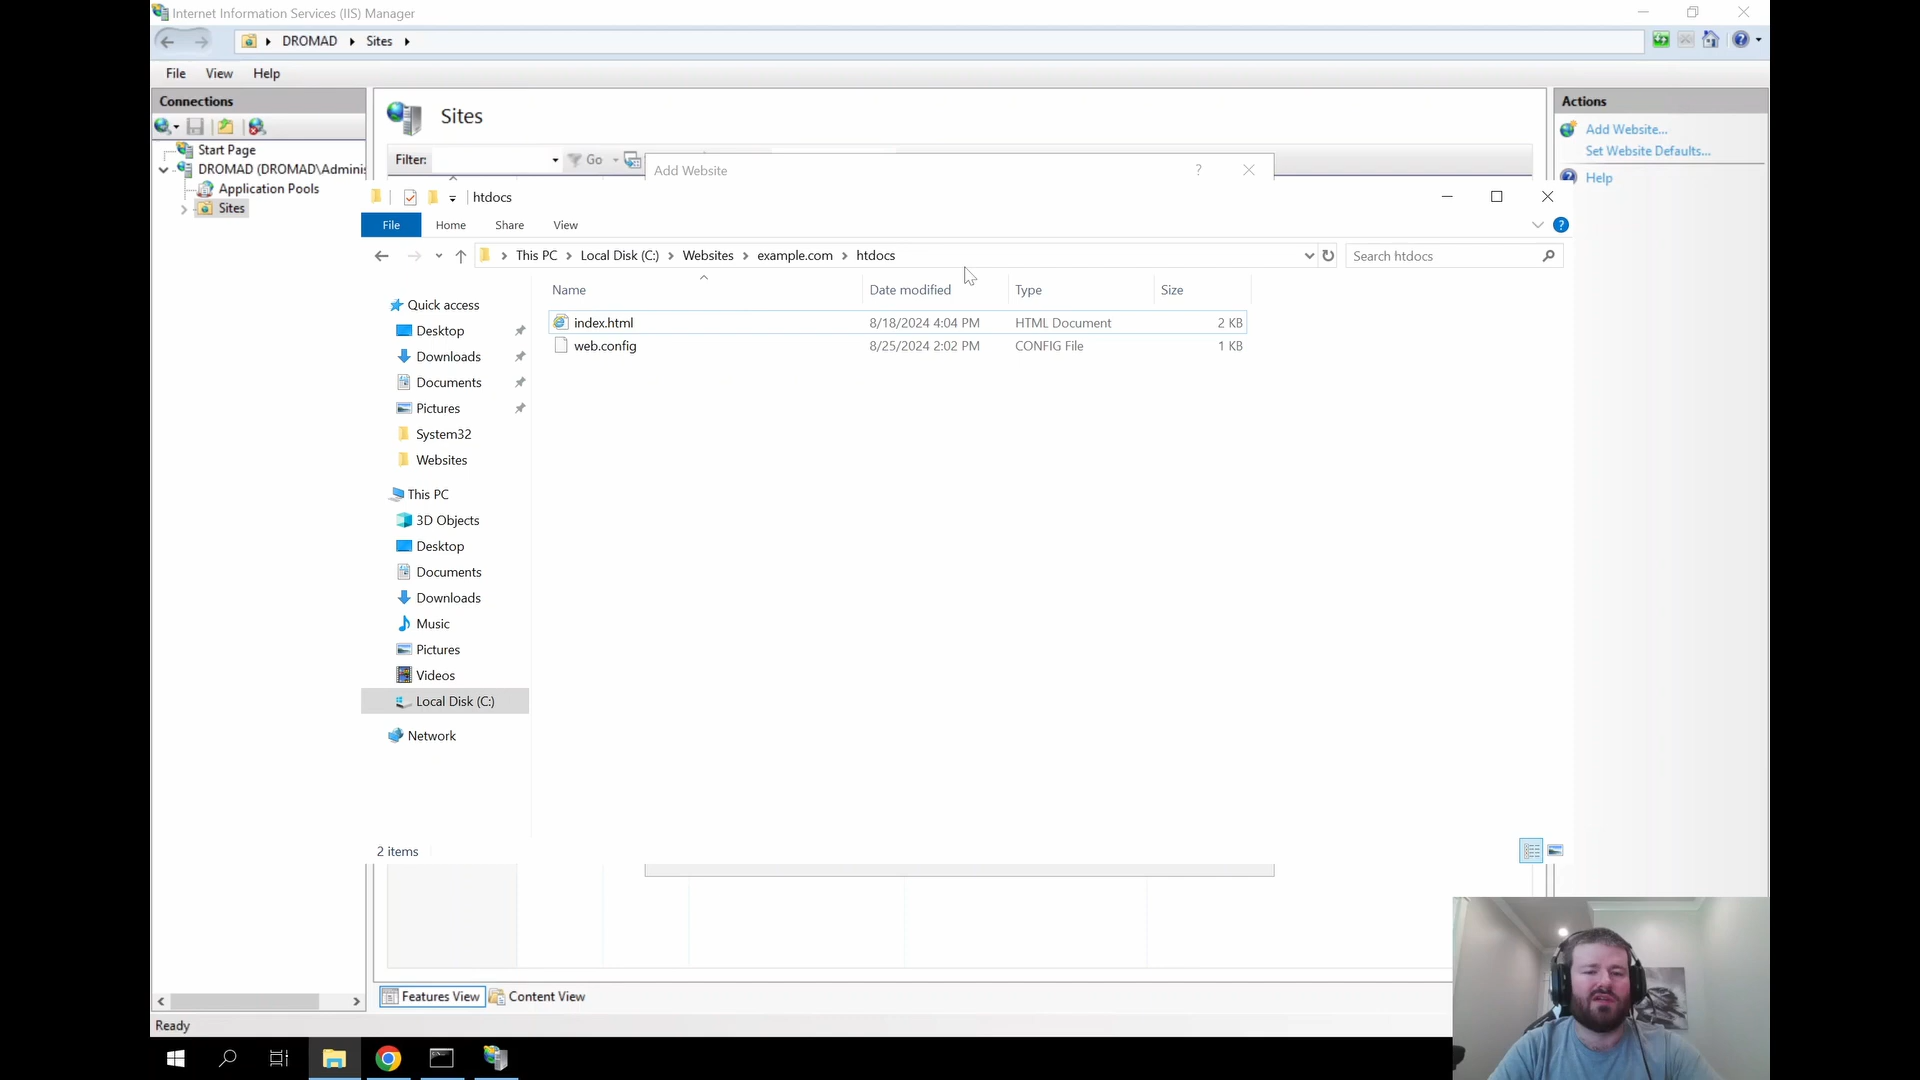 Internet Information Services (IIS) Manager
DROMAD Sites
File View Help
Connections
Start Page
DROMAD (DROMAD\Adminis
Application Pools
Sites
Sites
Filter: Go
Actions
Add Website...
Set Website Defaults...
Help
Add Website ?
htdocs
File Home Share View
This PC Local Disk (C:) Websites example.com htdocs
Search htdocs
Name Date modified Type Size
index.html 8/18/2024 4:04 PM HTML Document 2 KB
web.config 8/25/2024 2:02 PM CONFIG File 1 KB
Quick access
Desktop
Downloads
Documents
Pictures
System32
Websites
This PC
3D Objects
Desktop
Documents
Downloads
Music
Pictures
Videos
Local Disk (C:)
Network
2 items
Features View Content View
Ready